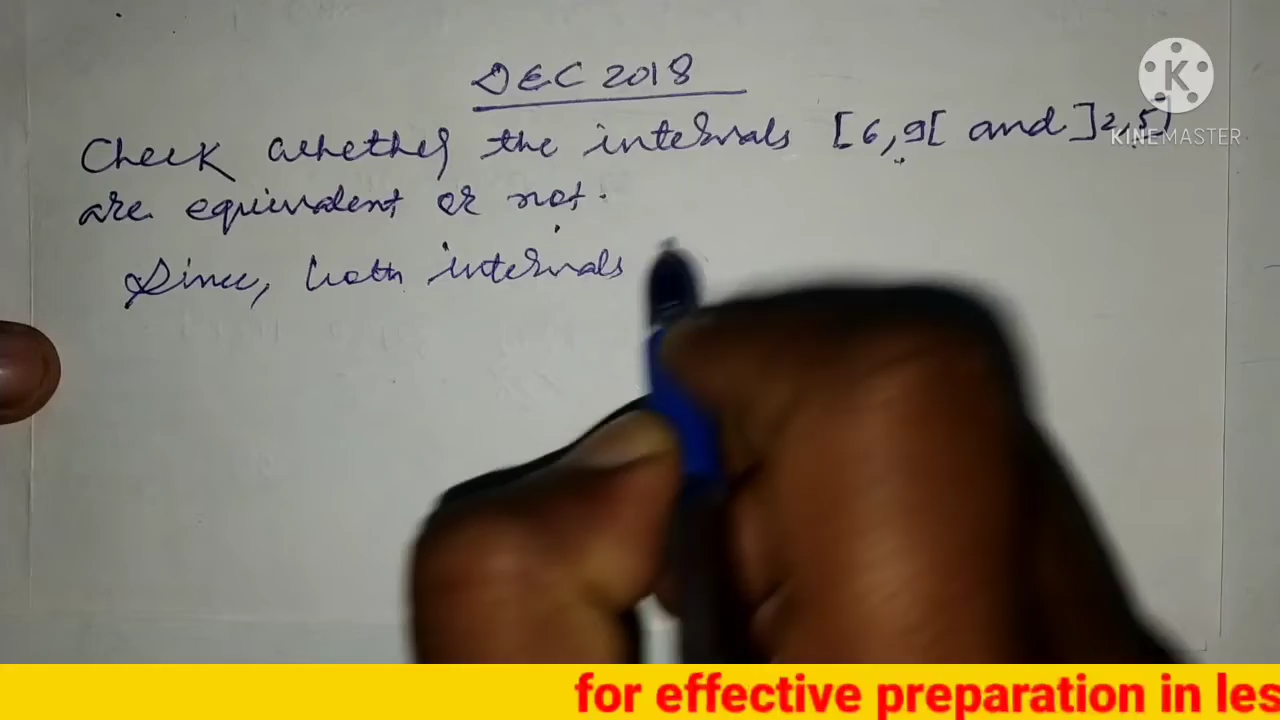 DEC 2018
Check whether the intervals [6,9[ and ]2,5]
are equivalent or not.
Since, both intervals
K
KINEMASTER
for effective preparation in les